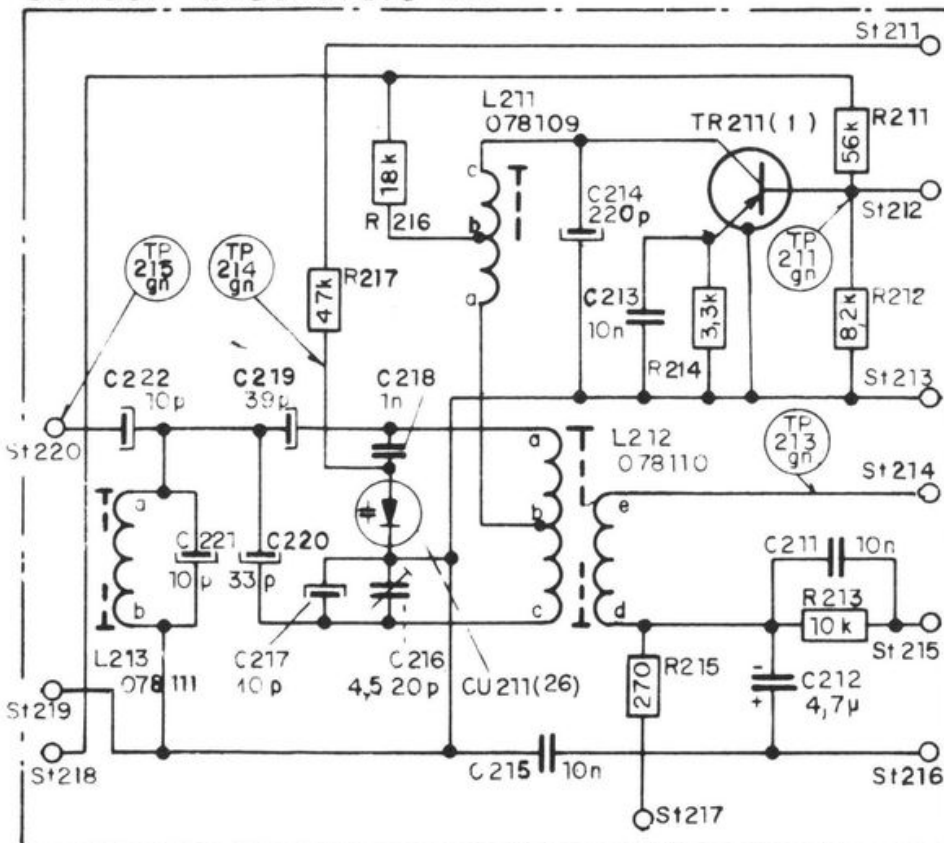 St211
L211
078109
TR211(1)
R211
56k
18k
c
C214
220p
R216
b
St212
TP
215
gn
TP
214
gn
R217
47k
a
TP
211
gn
C213
10n
3,3k
R212
8,2k
R214
C222
10p
C219
39p
C218
1n
St213
St220
a
L212
078110
TP
213
gn
St214
a
b
e
C221
10p
C220
33p
C211
10n
R213
10k
b
c
d
L213
078111
C217
10p
C216
4,5 20p
CU211(26)
270
R215
-
+
C212
4,7µ
St215
St219
St218
C215
10n
St216
St217